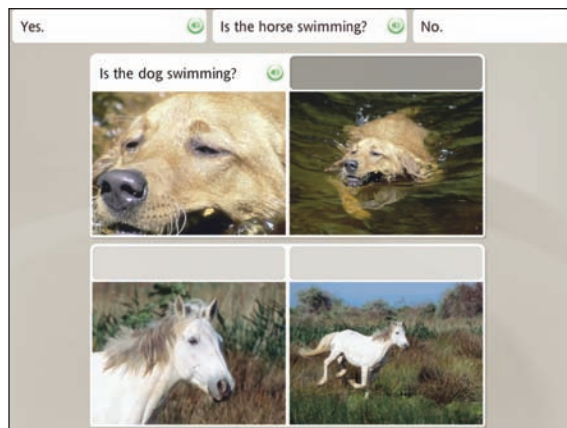 Yes.
Is the horse swimming?
No.
Is the dog swimming?